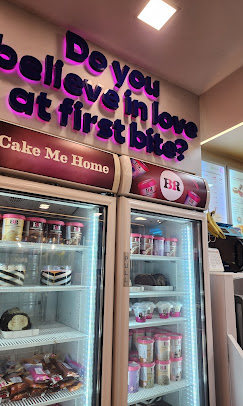 Do you
believe in love
at first bite?
Cake Me Home
BR